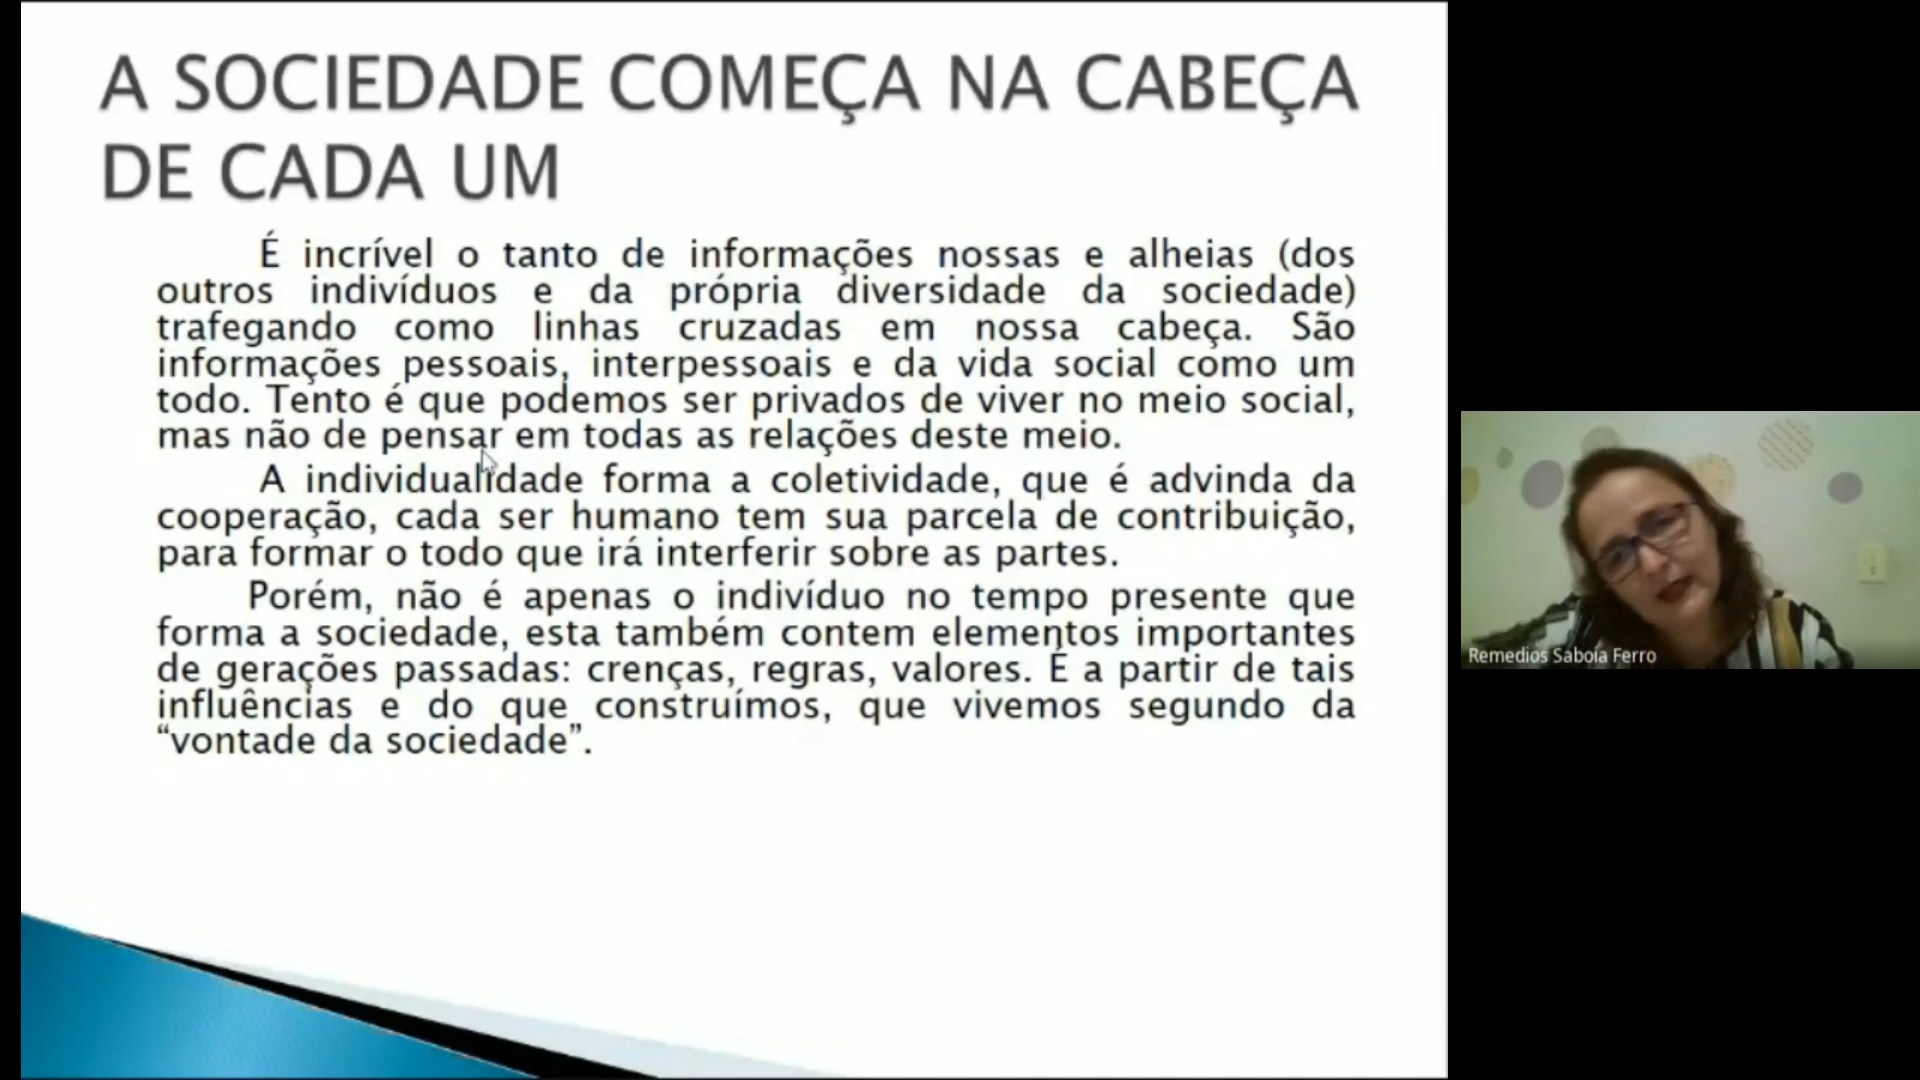 A SOCIEDADE COMEÇA NA CABEÇA
DE CADA UM
É incrível o tanto de informações nossas e alheias (dos
outros indivíduos e da própria diversidade da sociedade)
trafegando como linhas cruzadas em nossa cabeça. São
informações pessoais, interpessoais e da vida social como um
todo. Tento é que podemos ser privados de viver no meio social,
mas não de pensar em todas as relações deste meio.
A individualidade forma a coletividade, que é advinda da
cooperação, cada ser humano tem sua parcela de contribuição,
para formar o todo que irá interferir sobre as partes.
Porém, não é apenas o indivíduo no tempo presente que
forma a sociedade, esta também contem elementos importantes
de gerações passadas: crenças, regras, valores. É a partir de tais
influências e do que construímos, que vivemos segundo da
“vontade da sociedade”.
Remedios Saboia Ferro